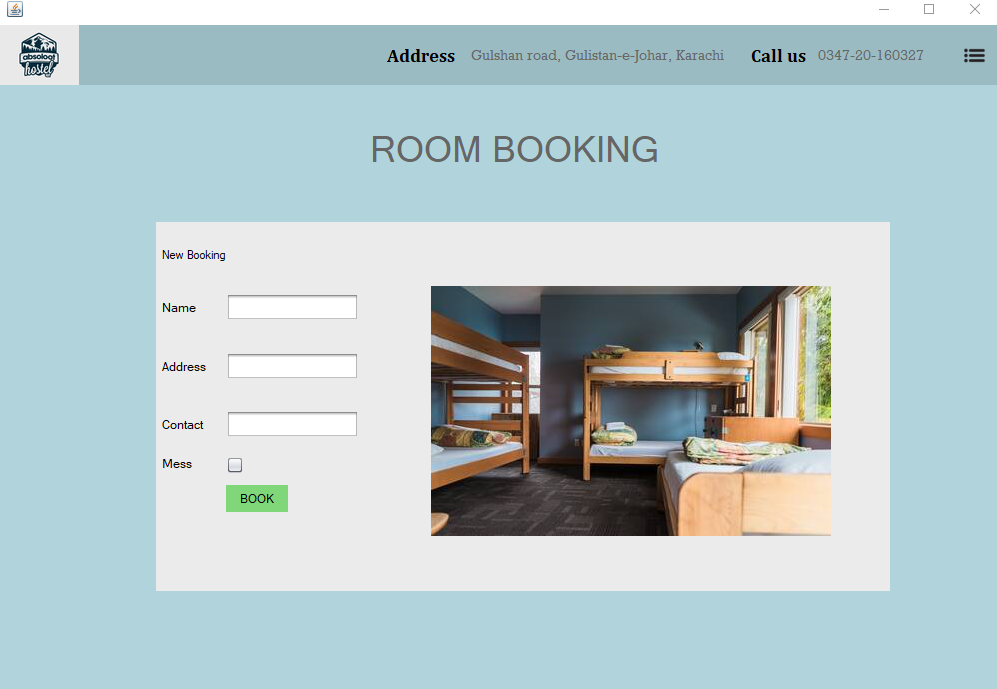 absoloot
hostel
Address Gulshan road, Gulistan-e-Johar, Karachi Call us 0347-20-160327
ROOM BOOKING
New Booking
Name
Address
Contact
Mess
BOOK